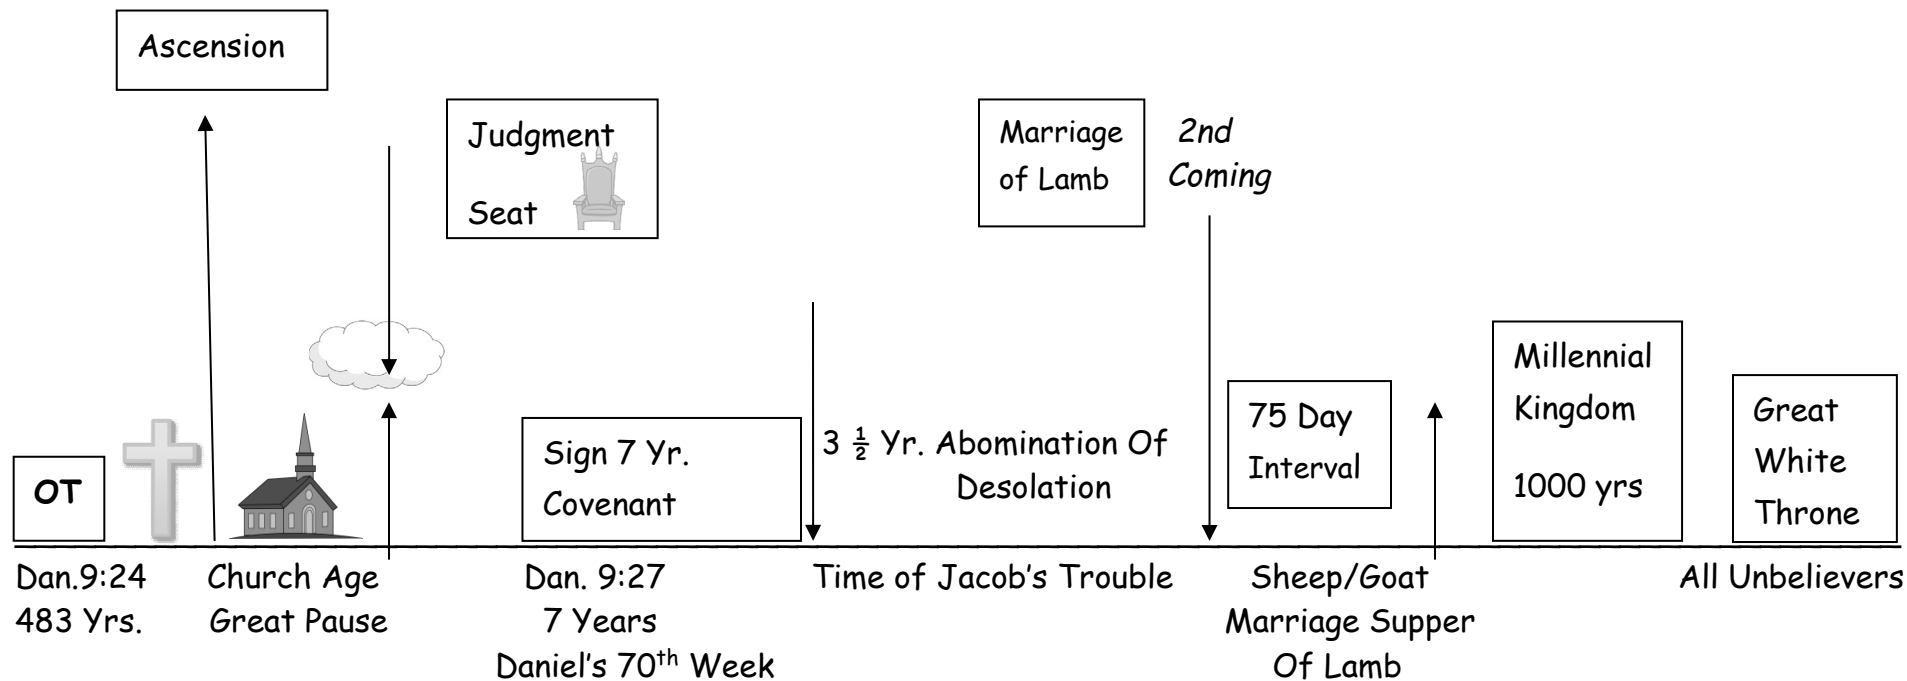 Ascension
Judgment
Seat
Marriage
of Lamb
2nd
Coming
OT
Sign 7 Yr.
Covenant
3 ½ Yr. Abomination Of
Desolation
75 Day
Interval
Millennial
Kingdom
1000 yrs
Great
White
Throne
Dan.9:24
483 Yrs.
Church Age
Great Pause
Dan. 9:27
7 Years
Daniel's 70th Week
Time of Jacob's Trouble
Sheep/Goat
Marriage Supper
Of Lamb
All Unbelievers